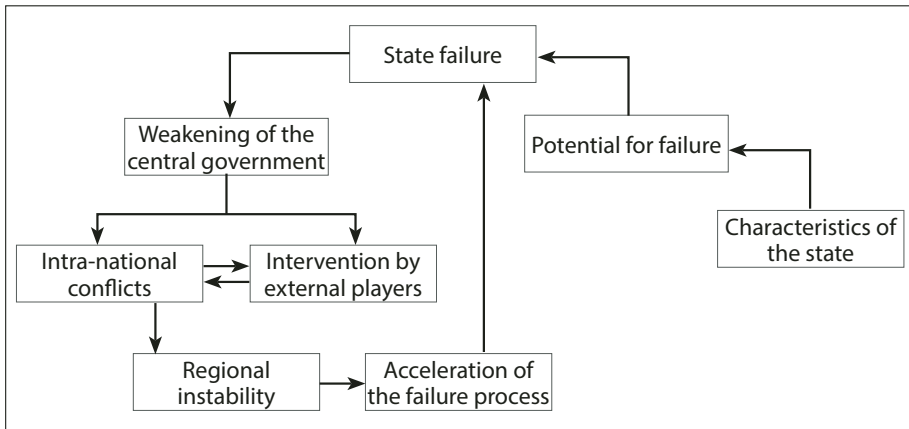 State failure
Weakening of the
central government
Potential for failure
Characteristics of
the state
Intra-national
conflicts
Intervention by
external players
Regional
instability
Acceleration of
the failure process